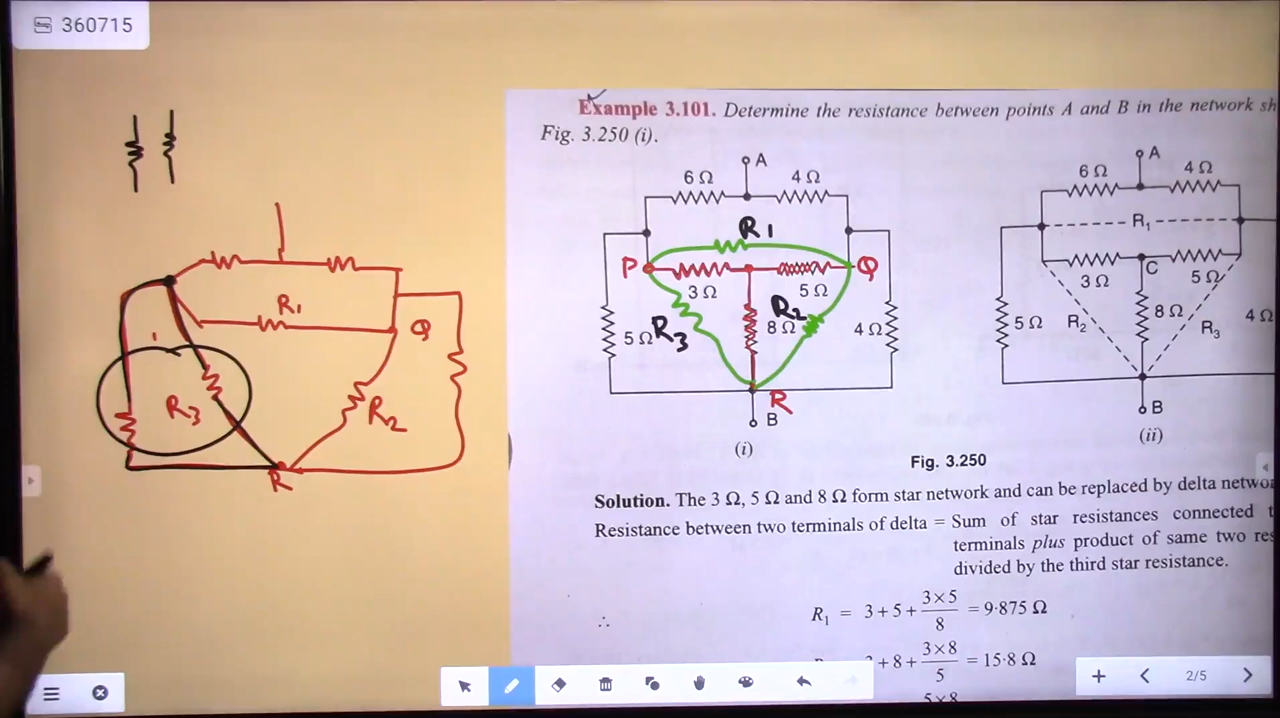 360715
Example 3.101. Determine the resistance between points A and B in the network sh
Fig. 3.250 (i).
A
6 Ω
4 Ω
R1
P
Q
3 Ω
5 Ω
5 Ω
R3
8 Ω
R2
4 Ω
R
B
(i)
A
6 Ω
4 Ω
R1
C
3 Ω
5 Ω
5 Ω
R2
8 Ω
R3
4 Ω
B
(ii)
Fig. 3.250
R1
Q
R3
R2
R
Solution. The 3 Ω, 5 Ω and 8 Ω form star network and can be replaced by delta
Resistance between two terminals of delta = Sum of star resistances connected
terminals plus product of same two
divided by the third star resistance.
∴ R1 = 3+5+ 3×5/8 = 9·875 Ω
+8+ 3×8/5 = 15·8 Ω
5×8
2/5